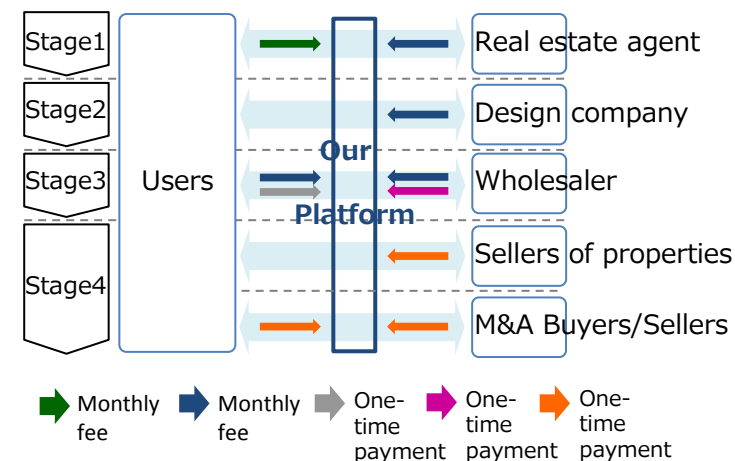 Stage1
Real estate agent
Stage2
Design company
Our
Stage3
Users
Wholesaler
Platform
Sellers of properties
Stage4
M&A Buyers/Sellers
Monthly
fee
Monthly
fee
One-
time
payment
One-
time
payment
One-
time
payment